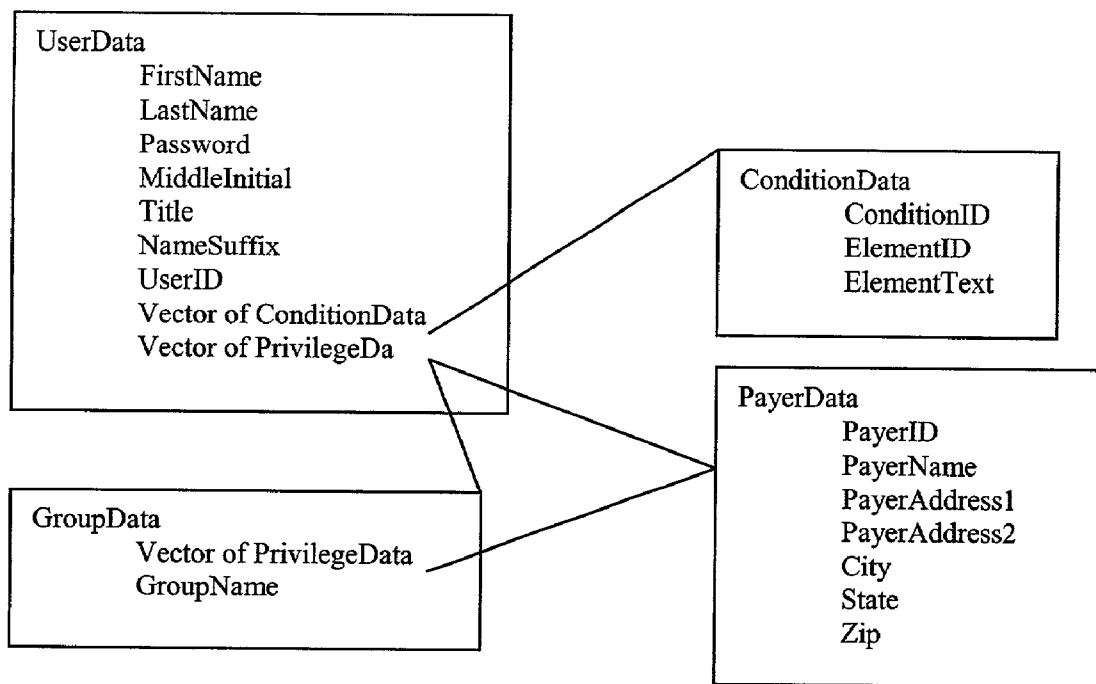 UserData
FirstName
LastName
Password
MiddleInitial
Title
NameSuffix
UserID
Vector of ConditionData
Vector of PrivilegeDa
ConditionData
ConditionID
ElementID
ElementText
GroupData
Vector of PrivilegeData
GroupName
PayerData
PayerID
PayerName
PayerAddress1
PayerAddress2
City
State
Zip